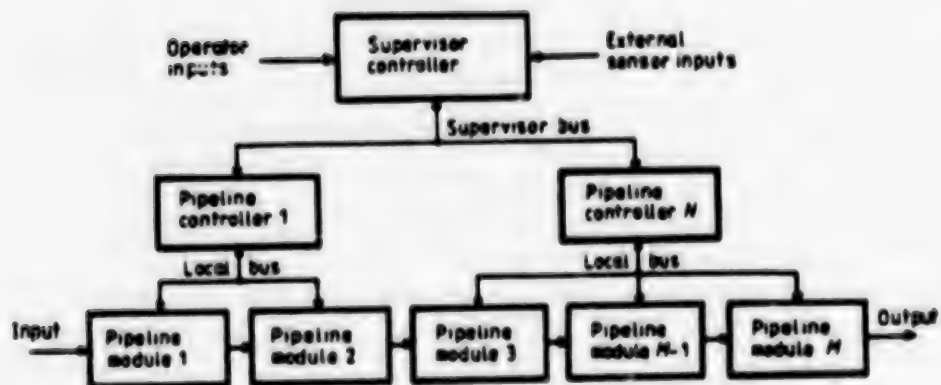 Operator
inputs
Supervisor
controller
External
sensor inputs
Supervisor bus
Pipeline
controller 1
Pipeline
controller N
Local bus
Local bus
Input
Pipeline
module 1
Pipeline
module 2
Pipeline
module 3
Pipeline
module M-1
Pipeline
module M
Output